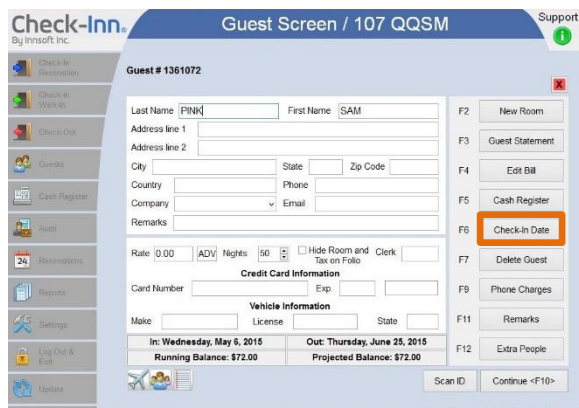 Check-Inn®
By Innsoft Inc.
Guest Screen / 107 QQSM
Support
i
Check-In
Reservation
Check-In
Walk-In
Check-Out
Guests
Cash Register
Audit
24 Reservations
Reports
Settings
Log Out &
Exit
Update
Guest # 1361072
X
Last Name PINK First Name SAM
Address line 1
Address line 2
City State Zip Code
Country Phone
Company Email
Remarks
Rate 0.00 ADV Nights 50 Hide Room and Tax on Folio Clerk
Credit Card Information
Card Number Exp.
Vehicle Information
Make License State
In: Wednesday, May 6, 2015 Out: Thursday, June 25, 2015
Running Balance: $72.00 Projected Balance: $72.00
F2 New Room
F3 Guest Statement
F4 Edit Bill
F5 Cash Register
F6 Check-In Date
F7 Delete Guest
F9 Phone Charges
F11 Remarks
F12 Extra People
Scan ID Continue <F10>